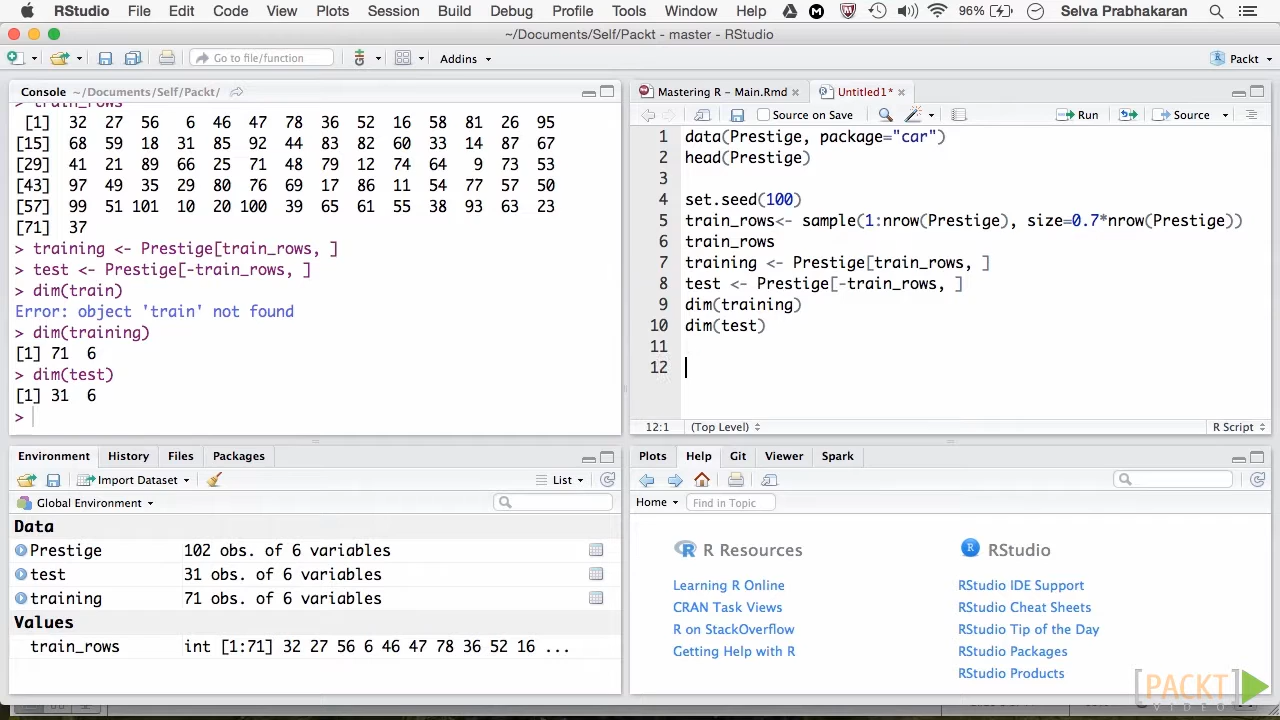 RStudio File Edit Code View Plots Session Build Debug Profile Tools Window Help 96% Selva Prabhakaran
~/Documents/Self/Packt - master - RStudio
Go to file/function Addins Packt
Console ~/Documents/Self/Packt/
> train_rows
[1] 32 27 56 6 46 47 78 36 52 16 58 81 26 95
[15] 68 59 18 31 85 92 44 83 82 60 33 14 87 67
[29] 41 21 89 66 25 71 48 79 12 74 64 9 73 53
[43] 97 49 35 29 80 76 69 17 86 11 54 77 57 50
[57] 99 51 101 10 20 100 39 65 61 55 38 93 63 23
[71] 37
> training <- Prestige[train_rows, ]
> test <- Prestige[-train_rows, ]
> dim(train)
Error: object 'train' not found
> dim(training)
[1] 71 6
> dim(test)
[1] 31 6
>
Mastering R - Main.Rmd × Untitled1* ×
Source on Save Run Source
1 data(Prestige, package="car")
2 head(Prestige)
3
4 set.seed(100)
5 train_rows<- sample(1:nrow(Prestige), size=0.7*nrow(Prestige))
6 train_rows
7 training <- Prestige[train_rows, ]
8 test <- Prestige[-train_rows, ]
9 dim(training)
10 dim(test)
11
12
12:1 (Top Level) R Script
Environment History Files Packages
Import Dataset List
Global Environment
Data
Prestige 102 obs. of 6 variables
test 31 obs. of 6 variables
training 71 obs. of 6 variables
Values
train_rows int [1:71] 32 27 56 6 46 47 78 36 52 16 ...
Plots Help Git Viewer Spark
Home Find in Topic
R Resources
Learning R Online
CRAN Task Views
R on StackOverflow
Getting Help with R
RStudio
RStudio IDE Support
RStudio Cheat Sheets
RStudio Tip of the Day
RStudio Packages
RStudio Products
[PACKT]
VIDEO